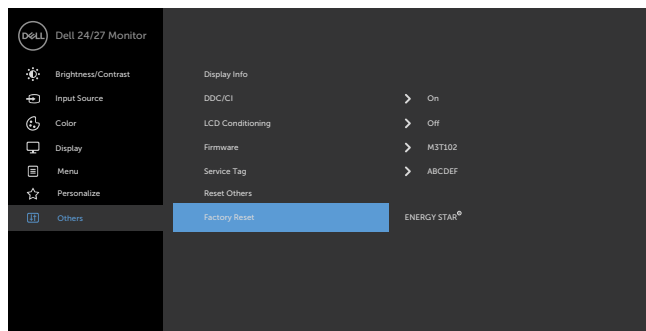 DELL Dell 24/27 Monitor
Brightness/Contrast
Input Source
Color
Display
Menu
Personalize
Others
Display Info
DDC/CI On
LCD Conditioning Off
Firmware M3T102
Service Tag ABCDEF
Reset Others
Factory Reset ENERGY STAR®